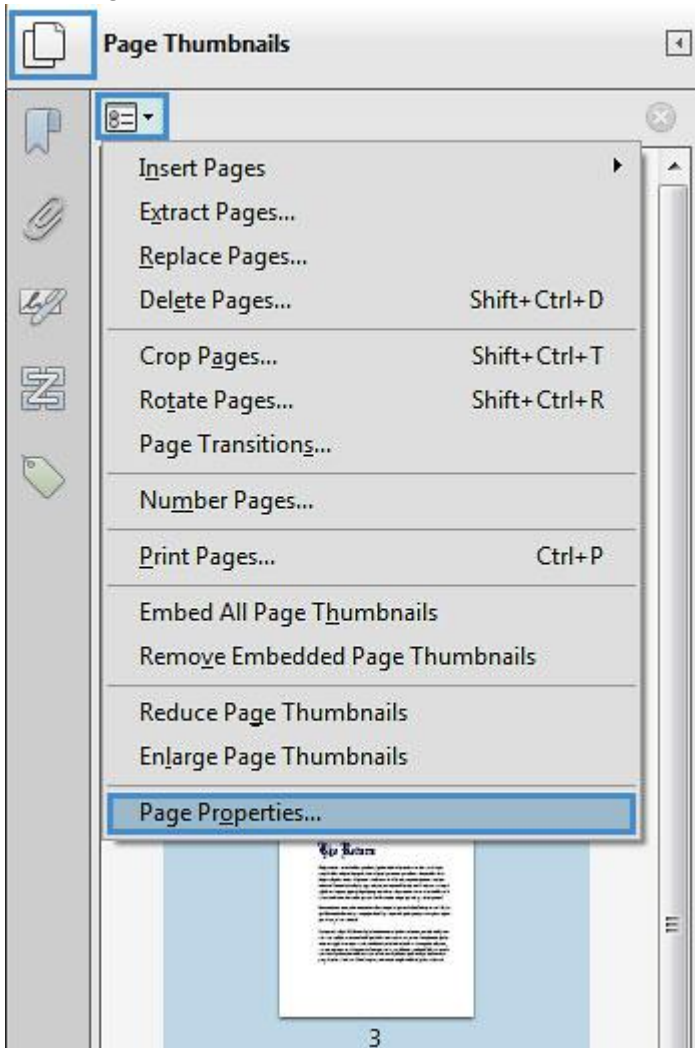 Page Thumbnails
Insert Pages
Extract Pages...
Replace Pages...
Delete Pages... Shift+Ctrl+D
Crop Pages... Shift+Ctrl+T
Rotate Pages... Shift+Ctrl+R
Page Transitions...
Number Pages...
Print Pages... Ctrl+P
Embed All Page Thumbnails
Remove Embedded Page Thumbnails
Reduce Page Thumbnails
Enlarge Page Thumbnails
Page Properties...
The Return
3